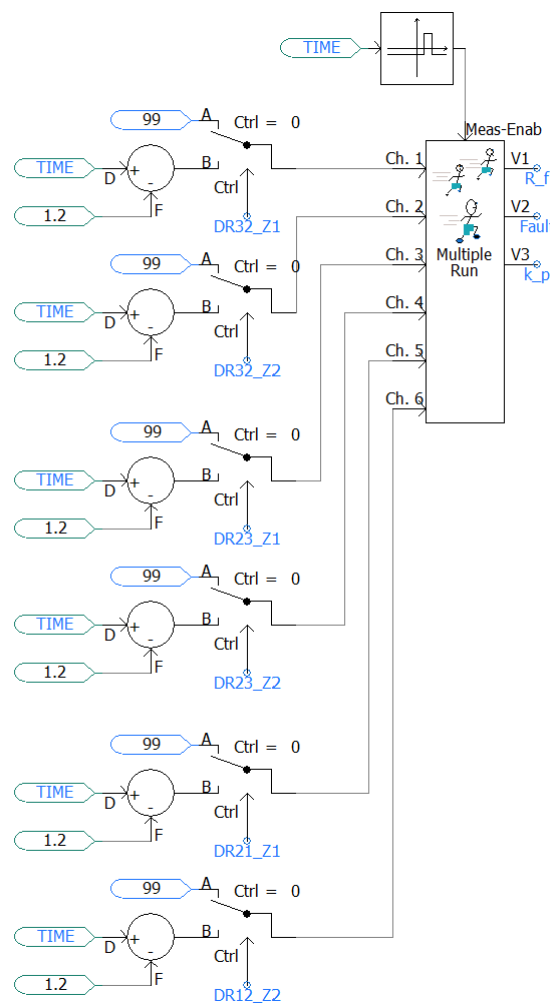 TIME
Meas-Enab
99
A
Ctrl = 0
TIME
D
+
-
B
Ctrl
1.2
F
DR32_Z1
Ch. 1
V1
R_f
Ch. 2
V2
Fault
Ch. 3
V3
k_p
Multiple
Run
Ch. 4
Ch. 5
Ch. 6
99
A
Ctrl = 0
TIME
D
+
-
B
Ctrl
1.2
F
DR32_Z2
99
A
Ctrl = 0
TIME
D
+
-
B
Ctrl
1.2
F
DR23_Z1
99
A
Ctrl = 0
TIME
D
+
-
B
Ctrl
1.2
F
DR23_Z2
99
A
Ctrl = 0
TIME
D
+
-
B
Ctrl
1.2
F
DR21_Z1
99
A
Ctrl = 0
TIME
D
+
-
B
Ctrl
1.2
F
DR12_Z2